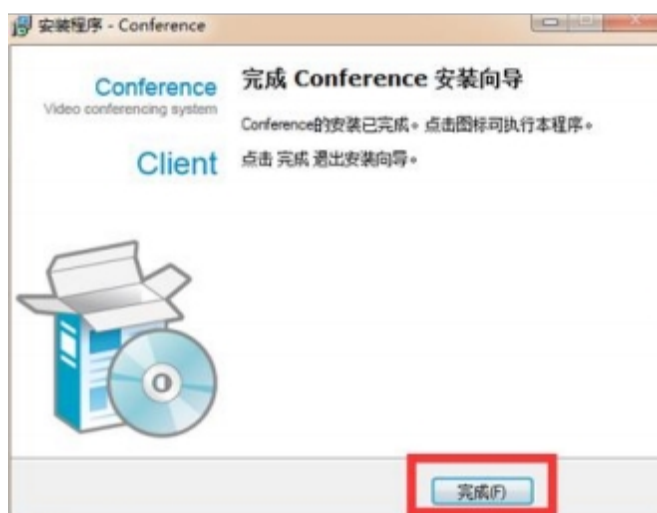 安装程序 - Conference
Conference
Video conferencing system
Client
完成 Conference 安装向导
Conference的安装已完成。点击图标可执行本程序。
点击 完成 退出安装向导。
完成(F)